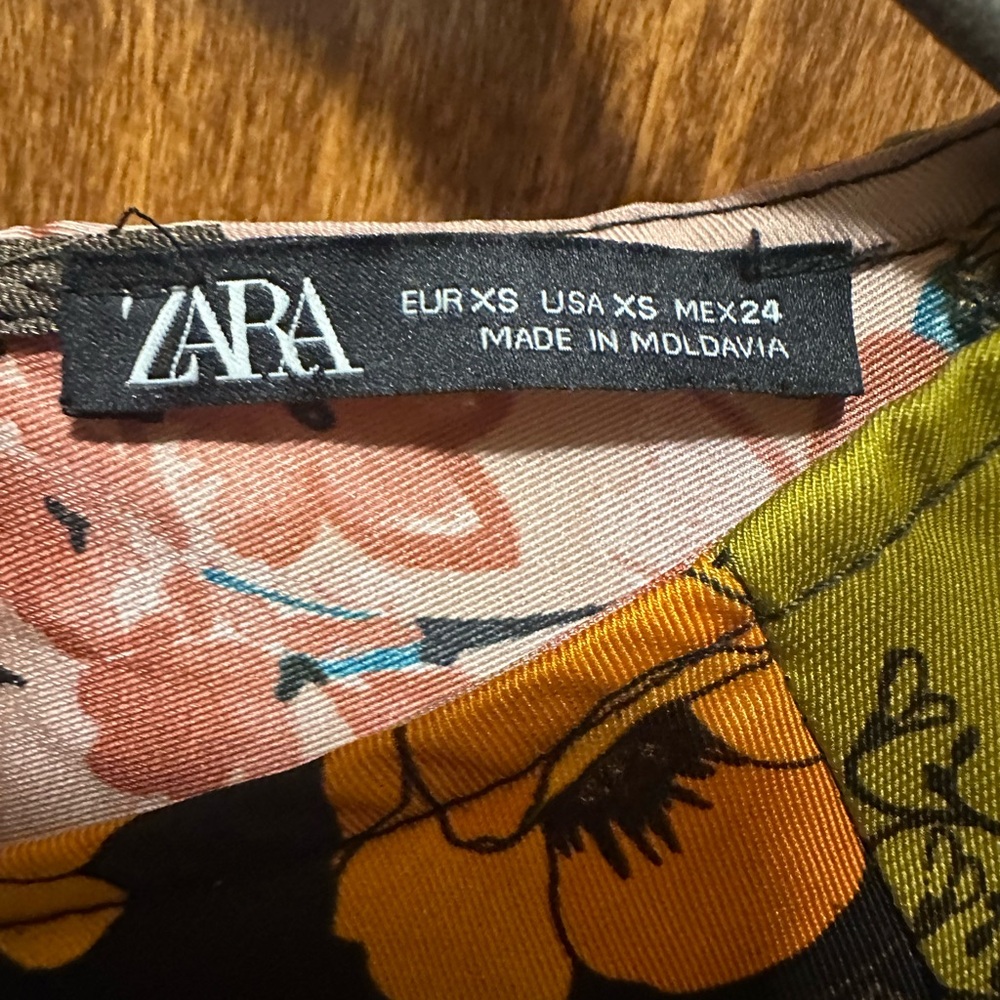 ZARA
EUR XS USA XS MEX 24
MADE IN MOLDAVIA